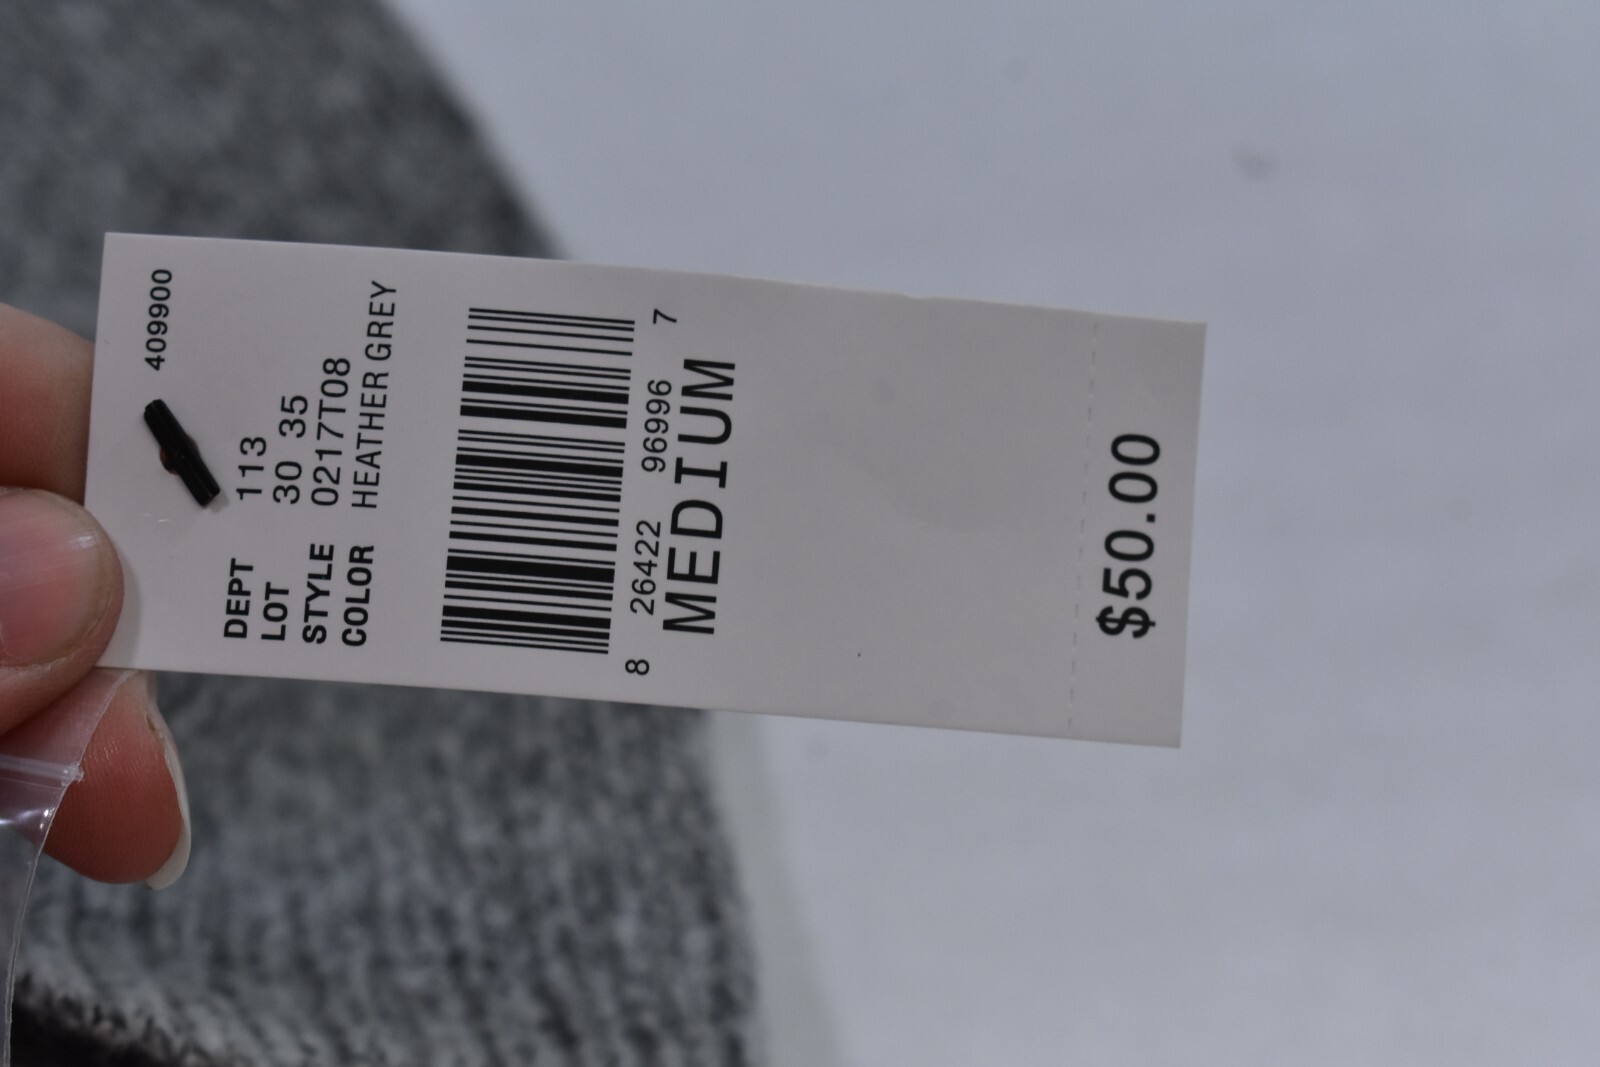 409900
DEPT 113
LOT 30 35
STYLE 0217T08
COLOR HEATHER GREY
8 26422 96996 7
MEDIUM
$50.00